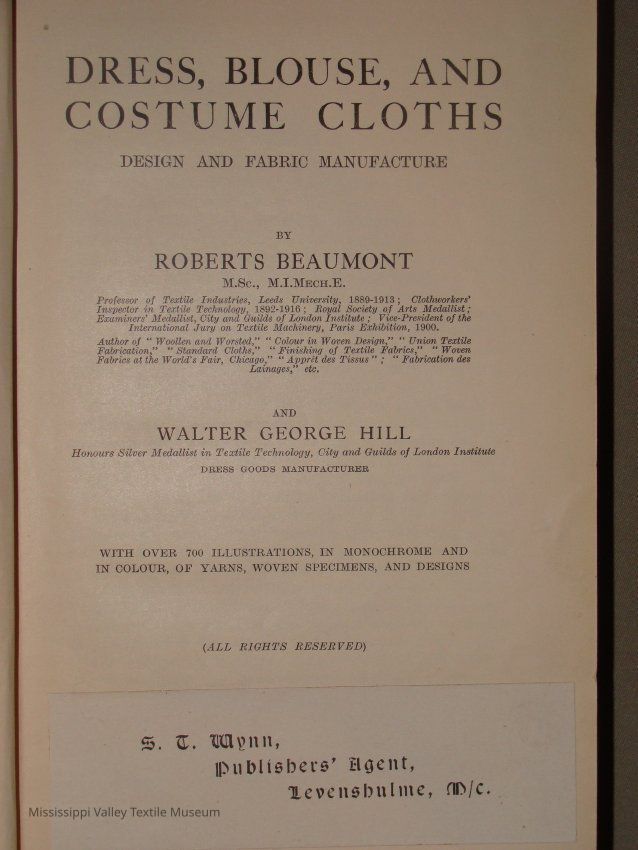 DRESS, BLOUSE, AND
COSTUME CLOTHS
DESIGN AND FABRIC MANUFACTURE
BY
ROBERTS BEAUMONT
M.Sc., M.I.Mech.E.
Professor of Textile Industries, Leeds University, 1889-1913; Clothworkers'
Inspector in Textile Technology, 1892-1916; Royal Society of Arts Medallist;
Examiners' Medallist, City and Guilds of London Institute; Vice-President of the
International Jury on Textile Machinery, Paris Exhibition, 1900.
Author of "Woollen and Worsted," "Colour in Woven Design," "Union Textile
Fabrication," "Standard Cloths," "Finishing of Textile Fabrics," "Woven
Fabrics at the World's Fair, Chicago," "Apprêt des Tissus"; "Fabrication des
Lainages," etc.
AND
WALTER GEORGE HILL
Honours Silver Medallist in Textile Technology, City and Guilds of London Institute
DRESS GOODS MANUFACTURER
WITH OVER 700 ILLUSTRATIONS, IN MONOCHROME AND
IN COLOUR, OF YARNS, WOVEN SPECIMENS, AND DESIGNS
(ALL RIGHTS RESERVED)
S. T. Wynn,
Publishers' Agent,
Levenshulme, M/c.
Mississippi Valley Textile Museum